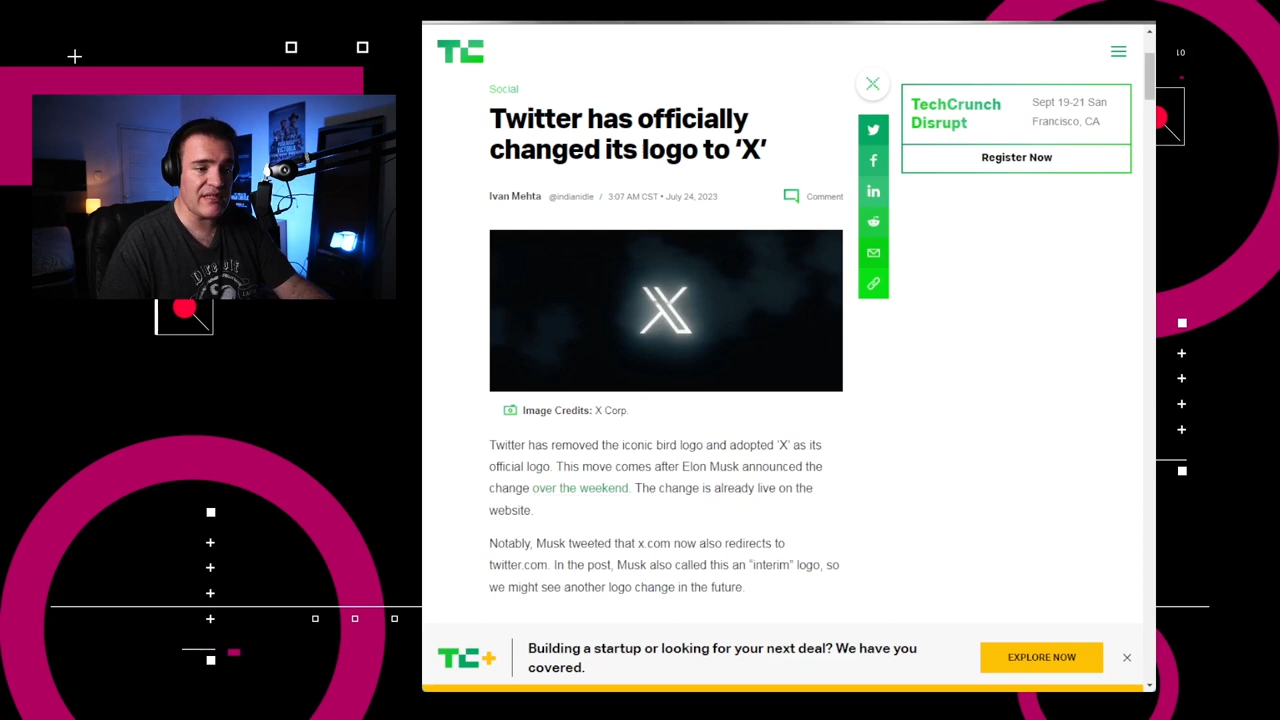 TC
Social
Twitter has officially
changed its logo to ‘X’
Ivan Mehta @indianidle / 3:07 AM CST • July 24, 2023
Comment
X
Image Credits: X Corp.
Twitter has removed the iconic bird logo and adopted ‘X’ as its
official logo. This move comes after Elon Musk announced the
change over the weekend. The change is already live on the
website.
Notably, Musk tweeted that x.com now also redirects to
twitter.com. In the post, Musk also called this an “interim” logo, so
we might see another logo change in the future.
TechCrunch
Disrupt
Sept 19-21 San
Francisco, CA
Register Now
TC+
Building a startup or looking for your next deal? We have you
covered.
EXPLORE NOW